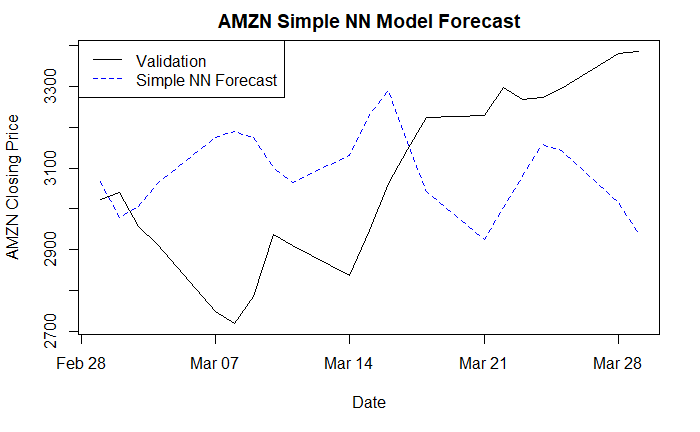 AMZN Simple NN Model Forecast
Validation
Simple NN Forecast
AMZN Closing Price
3300
3100
2900
2700
Feb 28
Mar 07
Mar 14
Mar 21
Mar 28
Date